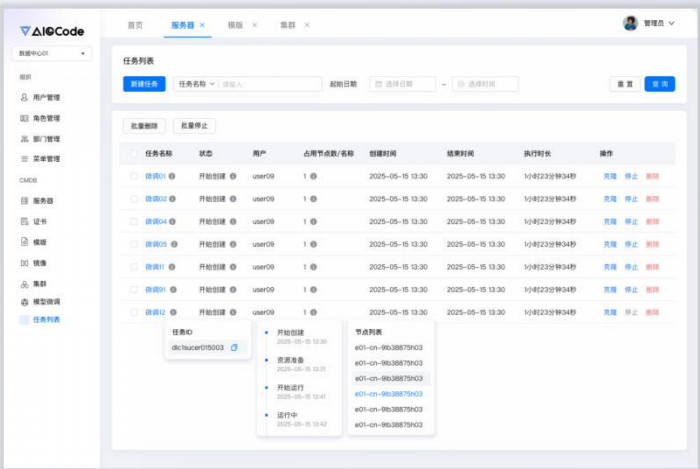 AI@Code
首页 服务器 × 模版 × 集群 ×
管理员
数据中心01
组织
用户管理
角色管理
部门管理
菜单管理
CMDB
服务器
证书
模版
镜像
集群
模型微调
任务列表
任务列表
新建任务 任务名称 请输入 起始日期 选择日期 – 选择时间 重置 查询
批量删除 批量停止
任务名称 状态 用户 占用节点数/名称 创建时间 结束时间 执行时长 操作
微调01 开始创建 user09 1 2025-05-15 13:30 2025-05-15 13:30 1小时23分钟34秒 克隆 停止 删除
微调02 开始创建 user09 1 2025-05-15 13:30 2025-05-15 13:30 1小时23分钟34秒 克隆 停止 删除
微调04 开始创建 user09 1 2025-05-15 13:30 2025-05-15 13:30 1小时23分钟34秒 克隆 停止 删除
微调05 开始创建 user09 1 2025-05-15 13:30 2025-05-15 13:30 1小时23分钟34秒 克隆 停止 删除
微调11 开始创建 user09 1 2025-05-15 13:30 2025-05-15 13:30 1小时23分钟34秒 克隆 停止 删除
微调91 开始创建 user09 1 2025-05-15 13:30 2025-05-15 13:30 1小时23分钟34秒 克隆 停止 删除
微调12 开始创建 user09 1 2025-05-15 13:30 2025-05-15 13:30 1小时23分钟34秒 克隆 停止 删除
任务ID
dlc1sucer015003
开始创建
2025-05-15 13:30
资源准备
2025-05-15 13:31
开始运行
2025-05-15 13:41
运行中
2025-05-15 13:42
节点列表
e01-cn-9lb38875h03
e01-cn-9lb38875h03
e01-cn-9lb38875h03
e01-cn-9lb38875h03
e01-cn-9lb38875h03
e01-cn-9lb38875h03